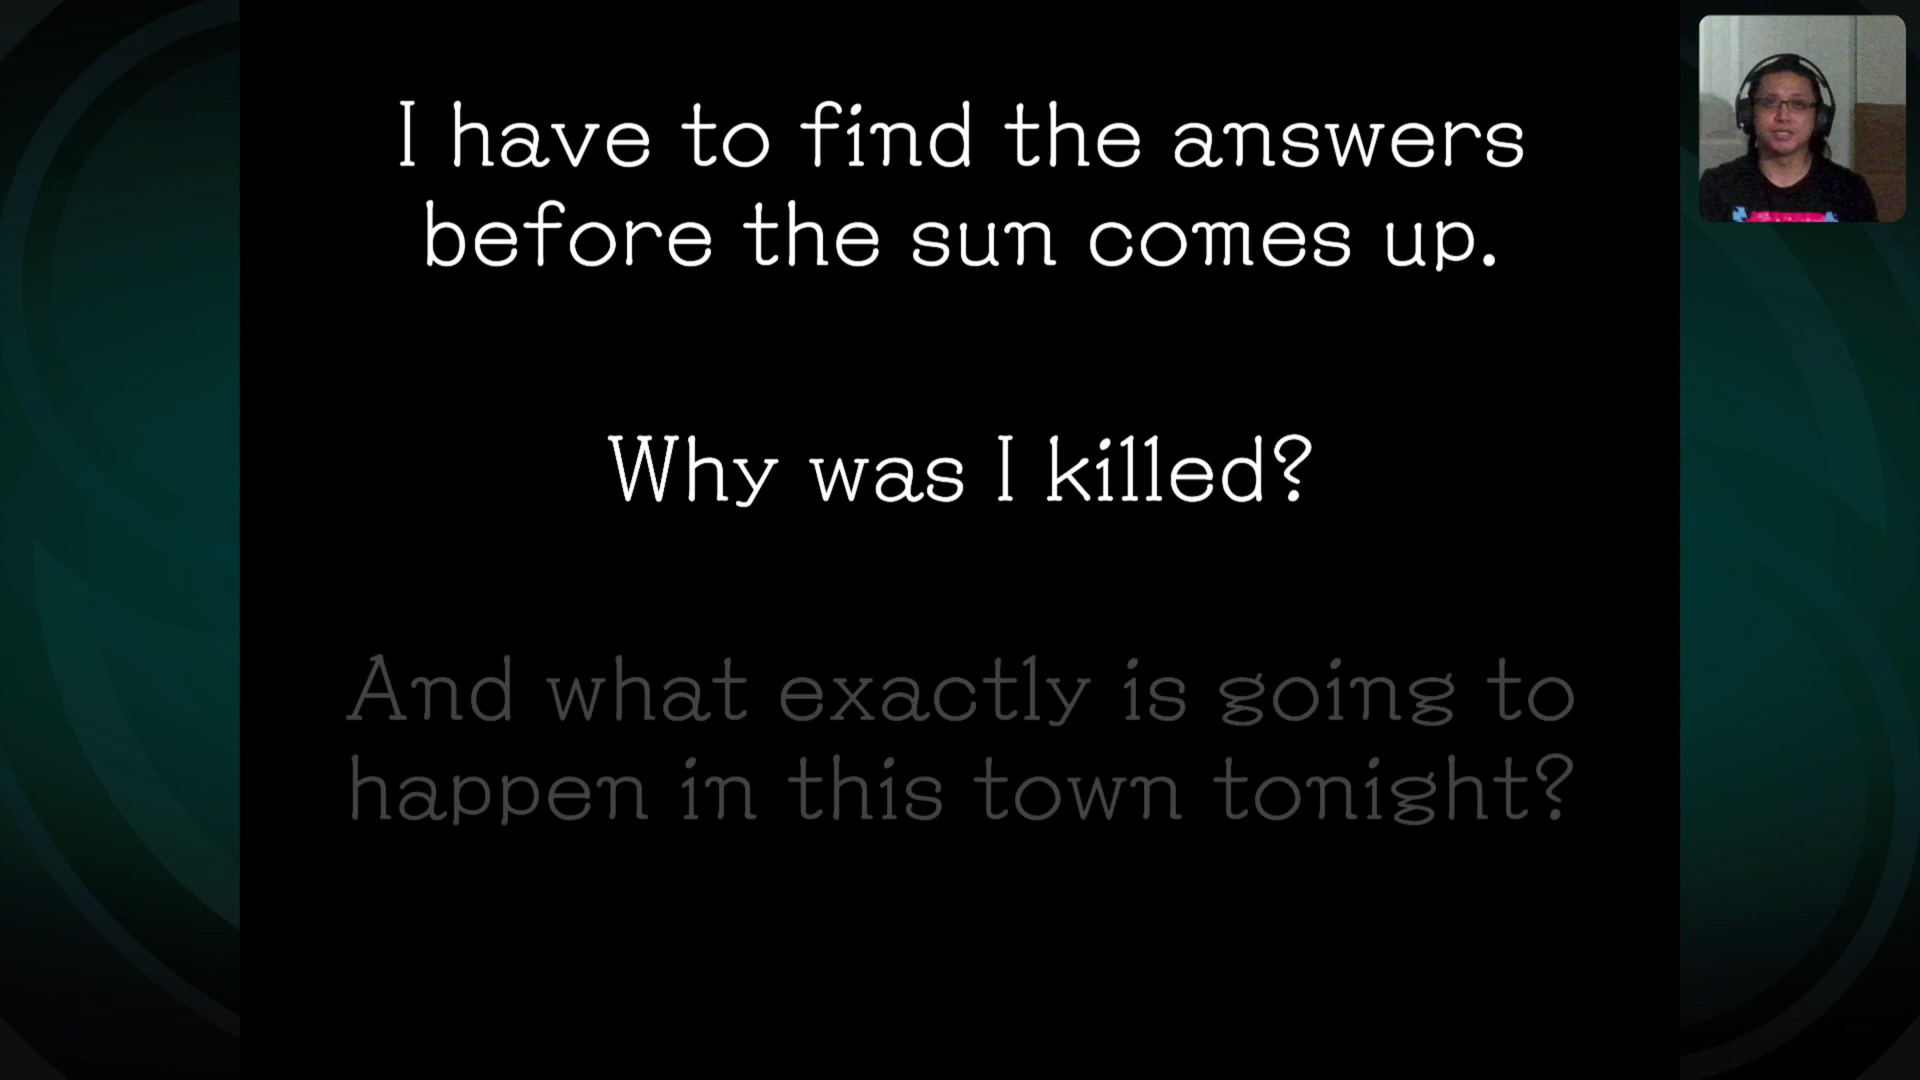 I have to find the answers
before the sun comes up.
Why was I killed?
And what exactly is going to
happen in this town tonight?